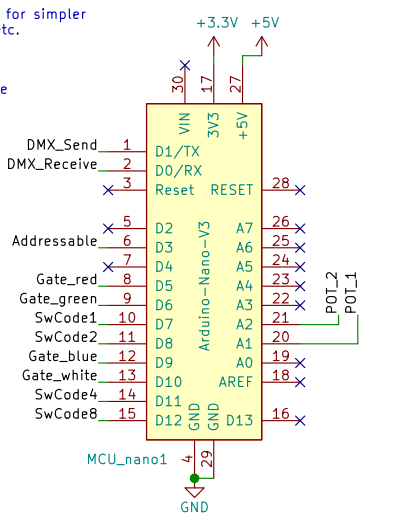 for simpler
tc.
e
+3.3V
+5V
30
17
27
VIN
3V3
+5V
DMX_Send 1 D1/TX
DMX_Receive 2 D0/RX
3 Reset RESET 28
5 D2 A7 26
Addressable 6 D3 A6 25
7 D4 A5 24
Gate_red 8 D5 A4 23
Gate_green 9 D6 A3 22
SwCode1 10 D7 A2 21
SwCode2 11 D8 A1 20
Gate_blue 12 D9 A0 19
Gate_white 13 D10 AREF 18
SwCode4 14 D11
SwCode8 15 D12 D13 16
Arduino-Nano-V3
POT_2
POT_1
GND
GND
MCU_nano1
4
29
GND